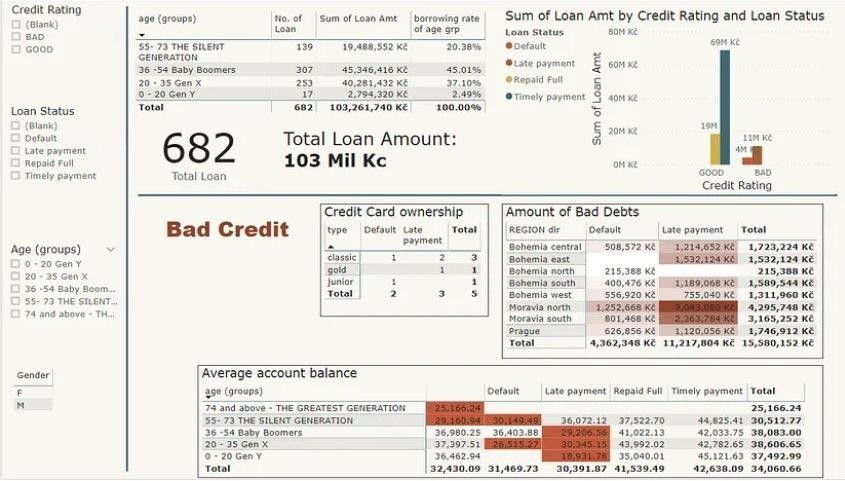 Credit Rating
(Blank)
BAD
GOOD
Loan Status
(Blank)
Default
Late payment
Repaid Full
Timely payment
Age (groups)
0 - 20 Gen Y
20 - 35 Gen X
36 -54 Baby Boom...
55- 73 THE SILENT...
74 and above - TH...
Gender
F
M
age (groups) No. of Loan Sum of Loan Amt borrowing rate of age grp
55- 73 THE SILENT GENERATION 139 19,488,552 Kč 20.38%
36 -54 Baby Boomers 307 45,346,416 Kč 45.01%
20 - 35 Gen X 253 40,281,432 Kč 37.10%
0 - 20 Gen Y 17 2,794,320 Kč 2.49%
Total 682 103,261,740 Kč 100.00%
682
Total Loan
Total Loan Amount:
103 Mil Kc
Sum of Loan Amt by Credit Rating and Loan Status
Loan Status
Default
Late payment
Repaid Full
Timely payment
Sum of Loan Amt
80M Kč
60M Kč
40M Kč
20M Kč
0M Kč
69M Kč
19M
11M Kč
4M
GOOD BAD
Credit Rating
Bad Credit
Credit Card ownership
type Default Late payment Total
classic 1 2 3
gold 1 1
junior 1 1
Total 2 3 5
Amount of Bad Debts
REGION dir Default Late payment Total
Bohemia central 508,572 Kč 1,214,652 Kč 1,723,224 Kč
Bohemia east 1,532,124 Kč 1,532,124 Kč
Bohemia north 215,388 Kč 215,388 Kč
Bohemia south 400,476 Kč 1,189,068 Kč 1,589,544 Kč
Bohemia west 556,920 Kč 755,040 Kč 1,311,960 Kč
Moravia north 1,252,668 Kč 3,043,080 Kč 4,295,748 Kč
Moravia south 801,468 Kč 2,363,784 Kč 3,165,252 Kč
Prague 626,856 Kč 1,120,056 Kč 1,746,912 Kč
Total 4,362,348 Kč 11,217,804 Kč 15,580,152 Kč
Average account balance
age (groups) Default Late payment Repaid Full Timely payment Total
74 and above - THE GREATEST GENERATION 25,166.24 25,166.24
55- 73 THE SILENT GENERATION 29,160.94 30,149.49 36,072.12 37,522.70 44,825.41 30,512.77
36 -54 Baby Boomers 36,980.25 36,403.88 29,206.56 41,022.13 42,033.75 38,083.00
20 - 35 Gen X 37,397.51 26,515.27 30,345.15 43,992.02 42,782.65 38,606.65
0 - 20 Gen Y 36,462.94 18,931.78 35,040.01 45,121.63 37,492.99
Total 32,430.09 31,469.73 30,391.87 41,539.49 42,638.09 34,060.66